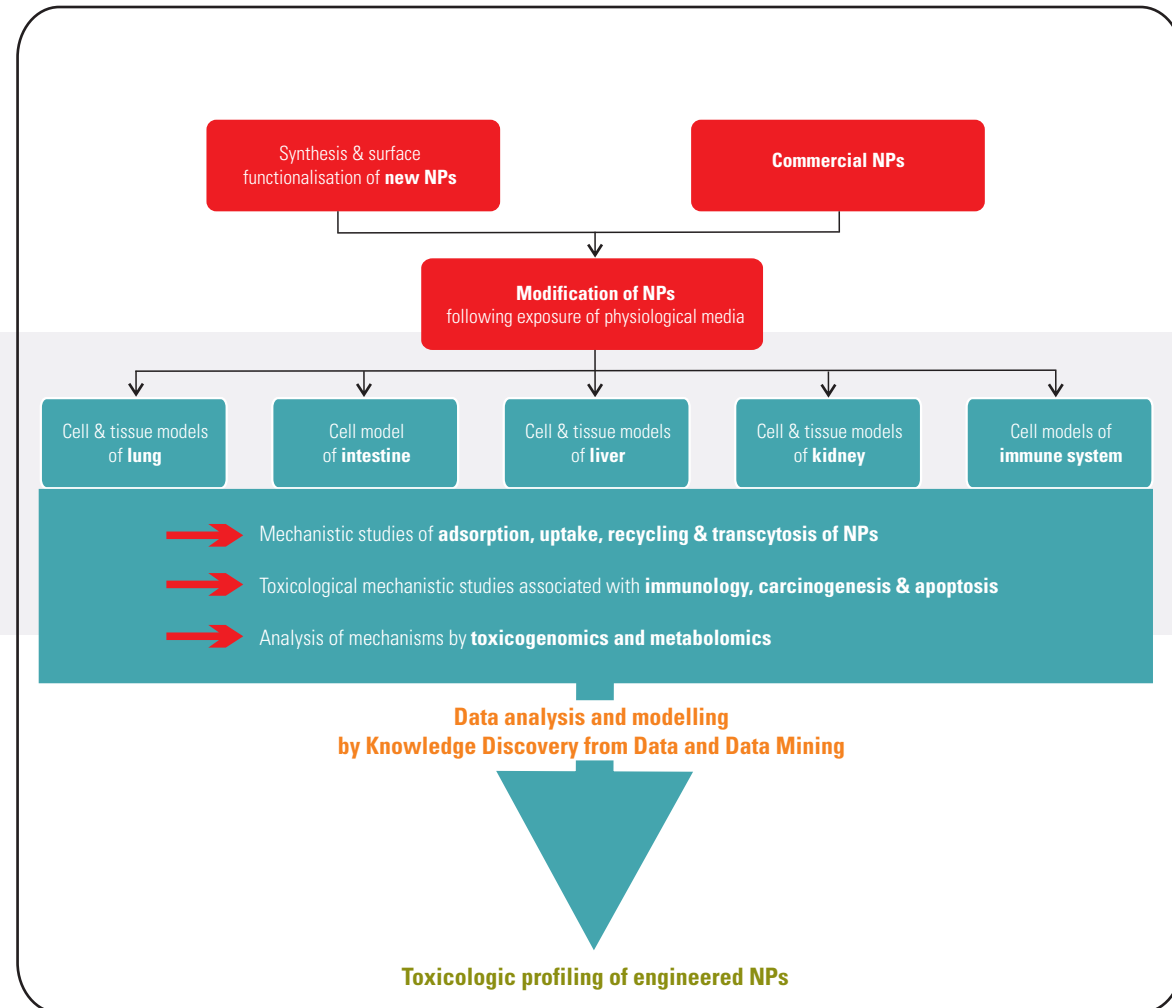 Synthesis & surface
functionalisation of new NPs
Commercial NPs
Modification of NPs
following exposure of physiological media
Cell & tissue models
of lung
Cell model
of intestine
Cell & tissue models
of liver
Cell & tissue models
of kidney
Cell models of
immune system
Mechanistic studies of adsorption, uptake, recycling & transcytosis of NPs
Toxicological mechanistic studies associated with immunology, carcinogenesis & apoptosis
Analysis of mechanisms by toxicogenomics and metabolomics
Data analysis and modelling
by Knowledge Discovery from Data and Data Mining
Toxicologic profiling of engineered NPs